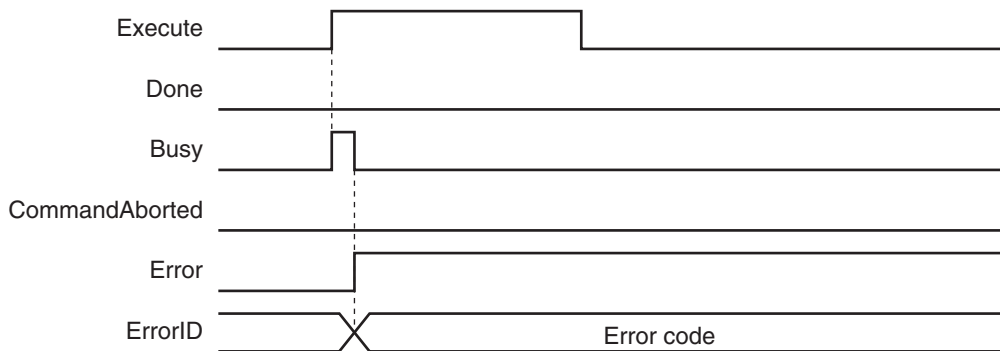 Execute
Done
Busy
CommandAborted
Error
ErrorID
Error code